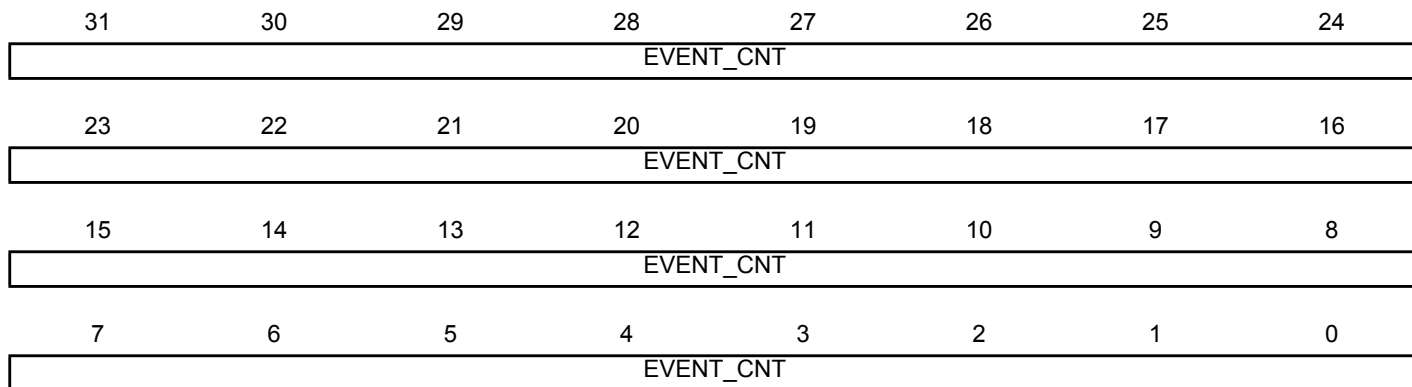 31 30 29 28 27 26 25 24
EVENT_CNT
23 22 21 20 19 18 17 16
EVENT_CNT
15 14 13 12 11 10 9 8
EVENT_CNT
7 6 5 4 3 2 1 0
EVENT_CNT